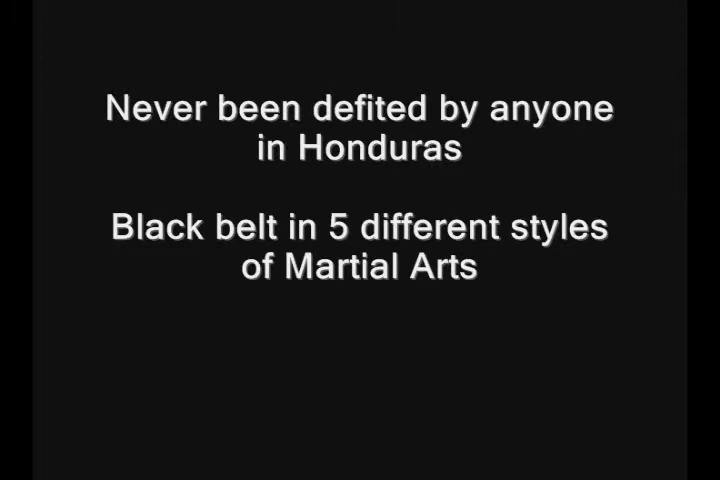 Never been defited by anyone
in Honduras
Black belt in 5 different styles
of Martial Arts